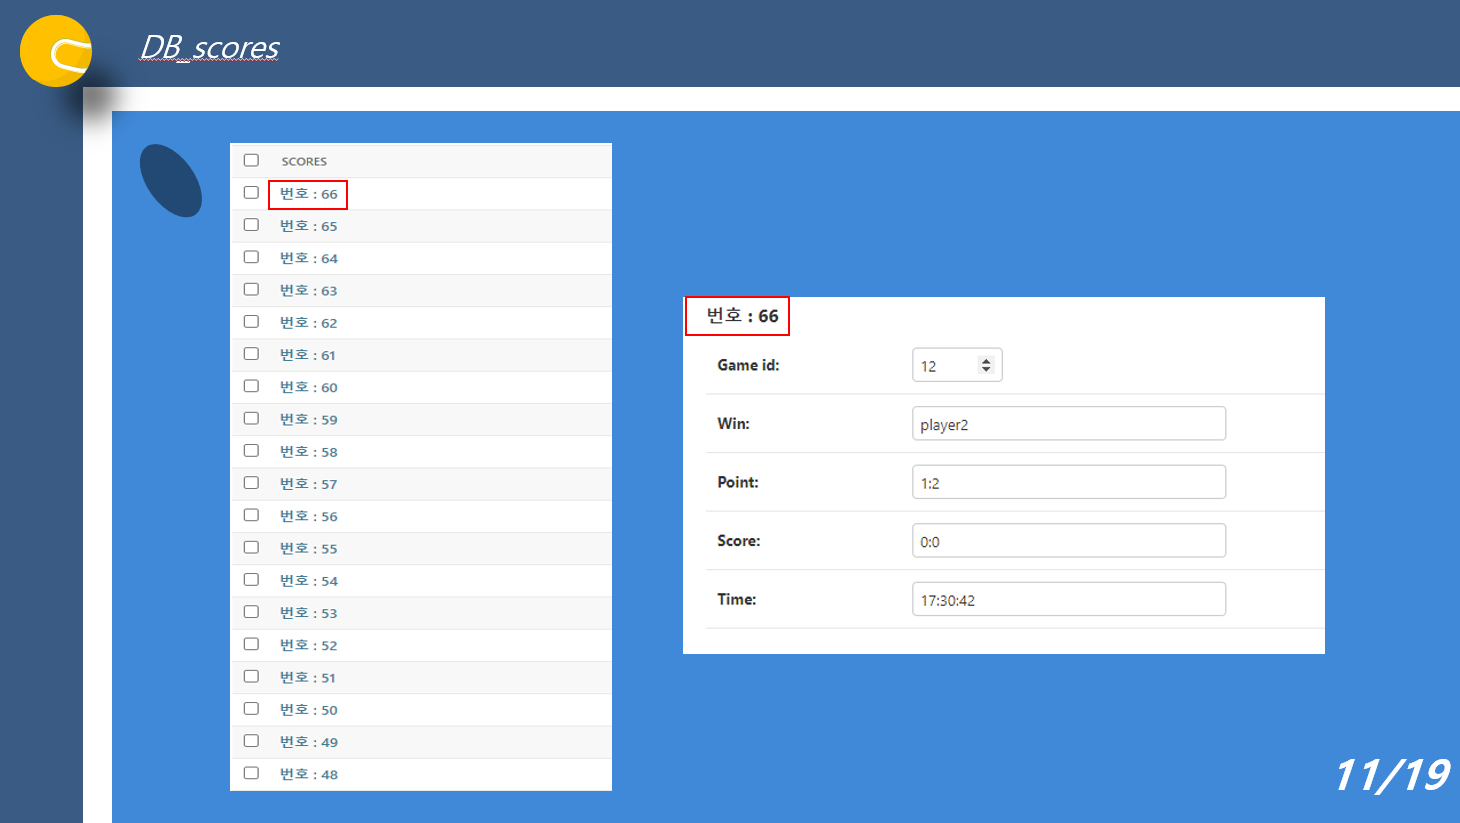 DB_scores
SCORES
번호 : 66
번호 : 65
번호 : 64
번호 : 63
번호 : 62
번호 : 61
번호 : 60
번호 : 59
번호 : 58
번호 : 57
번호 : 56
번호 : 55
번호 : 54
번호 : 53
번호 : 52
번호 : 51
번호 : 50
번호 : 49
번호 : 48
번호 : 66
Game id: 12
Win: player2
Point: 1:2
Score: 0:0
Time: 17:30:42
11/19